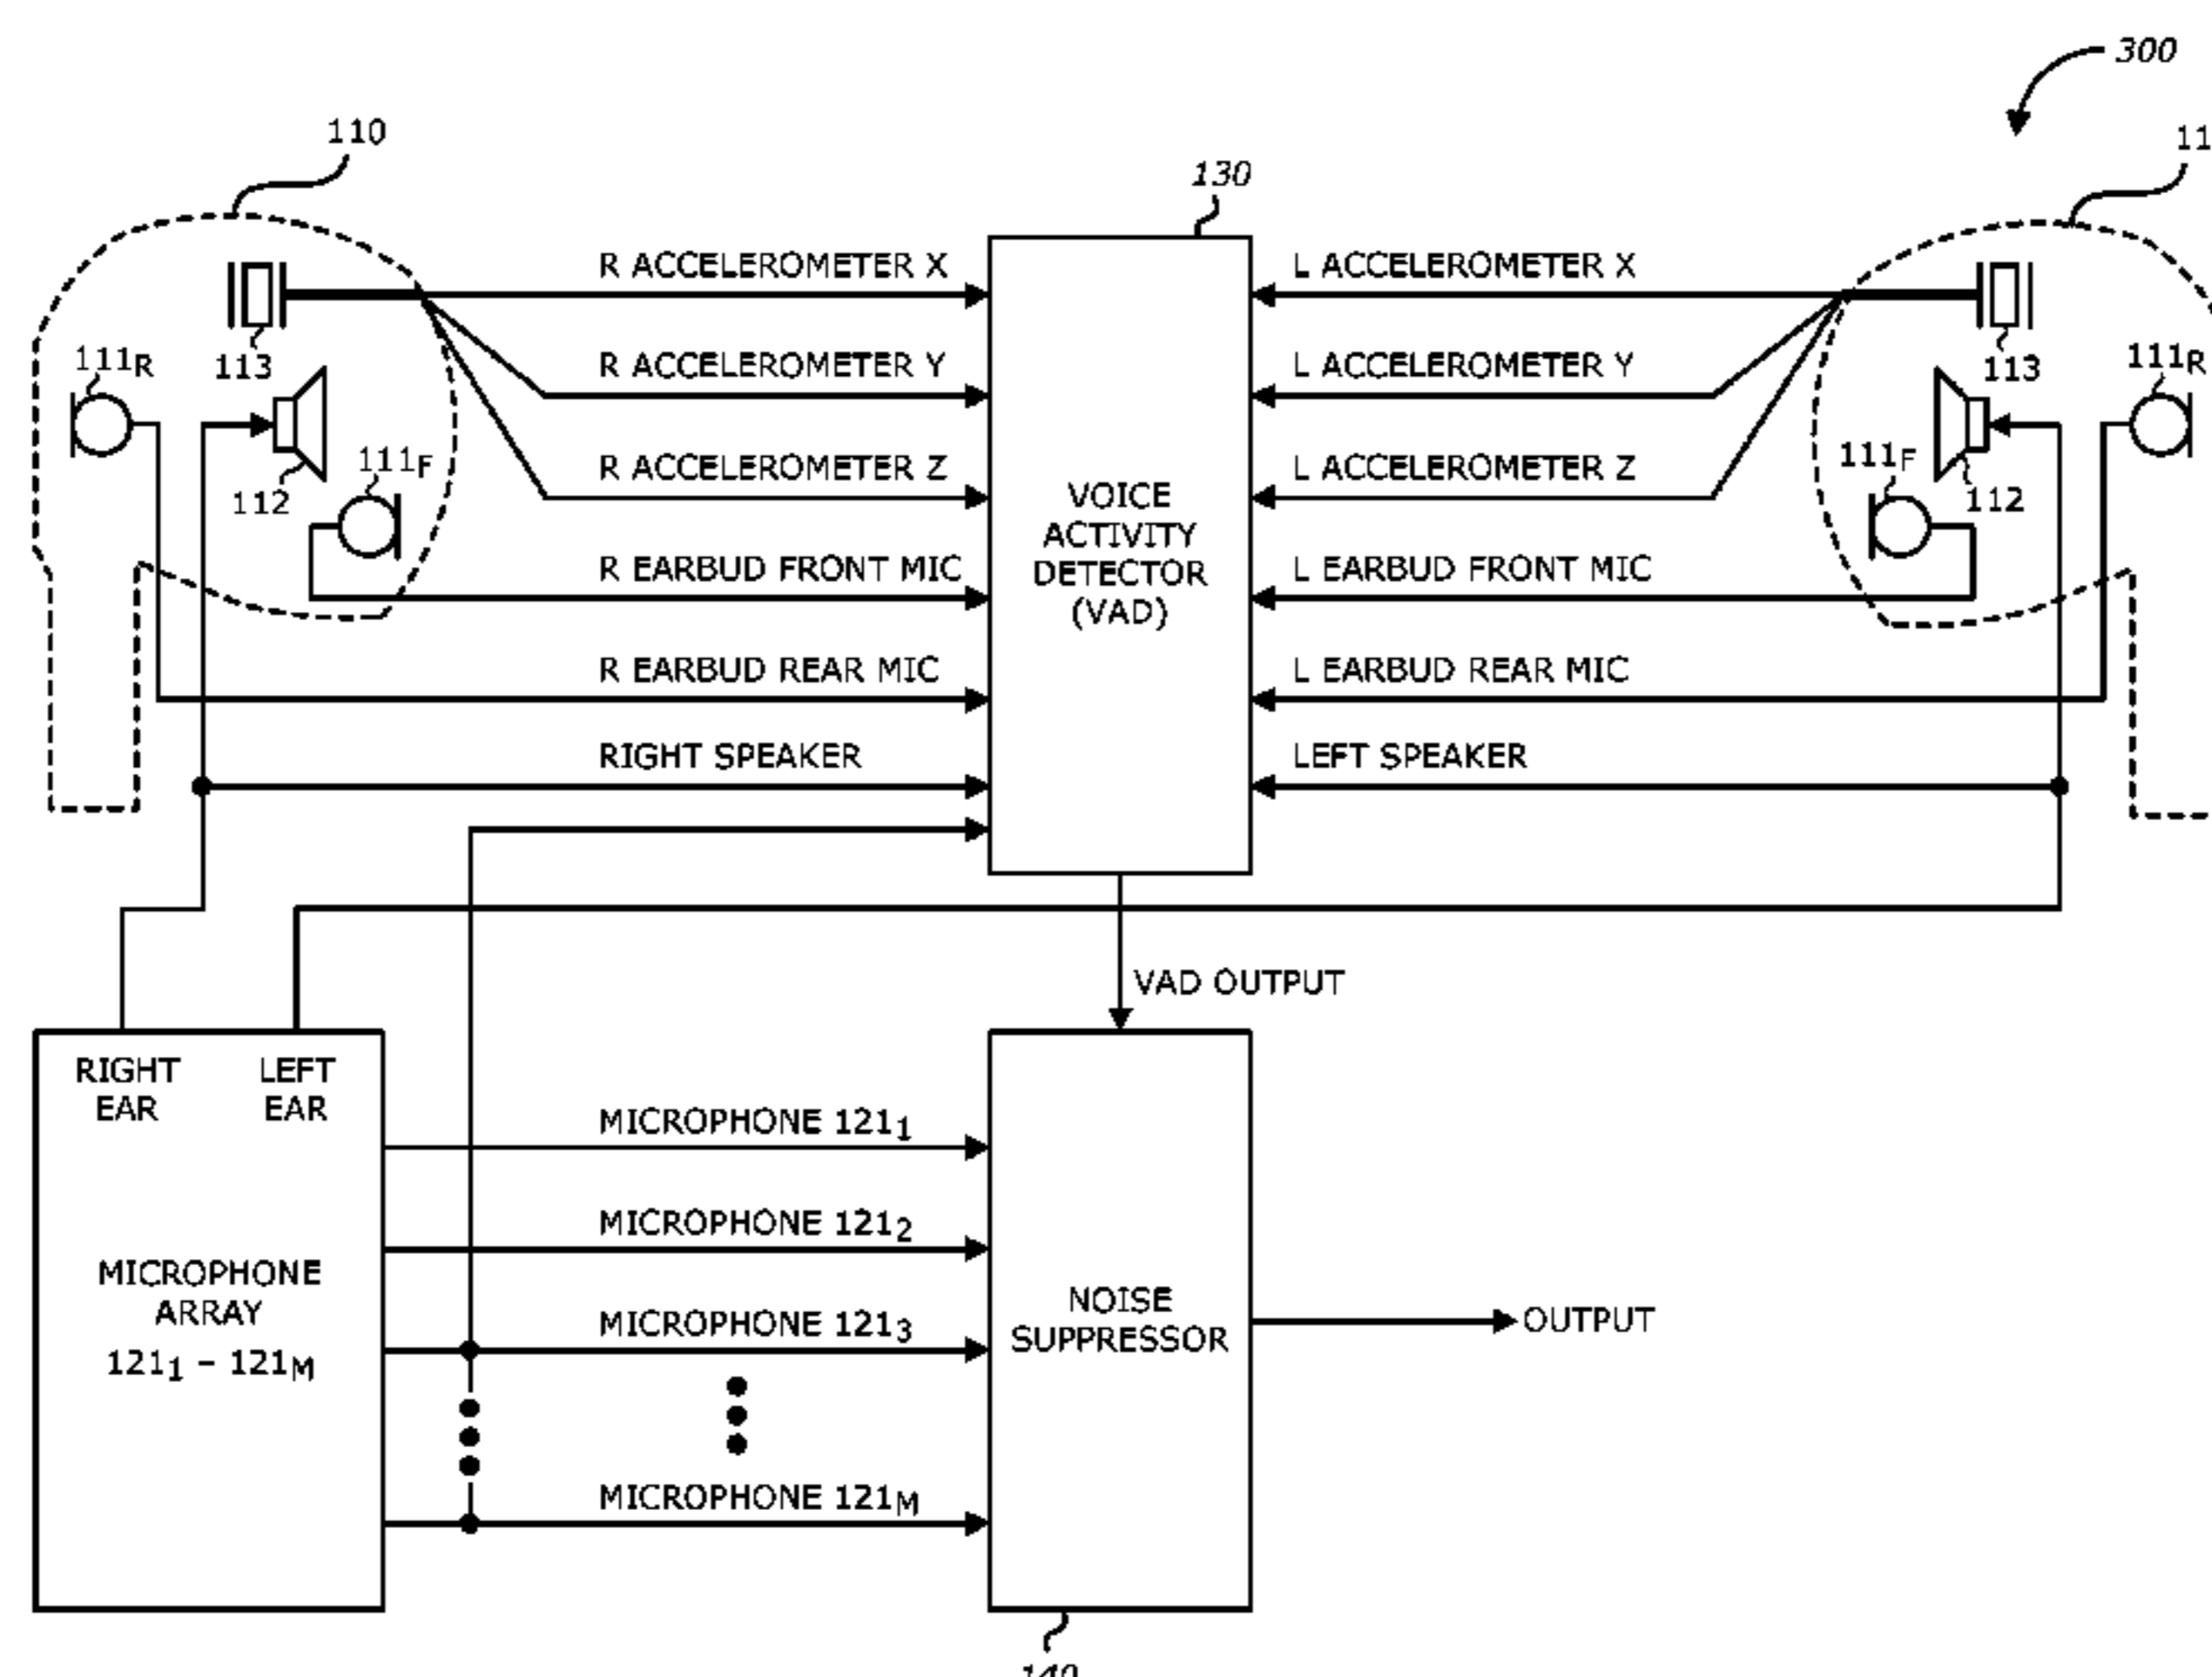 300
110
11
130
R ACCELEROMETER X
L ACCELEROMETER X
113
113
111R
111R
R ACCELEROMETER Y
L ACCELEROMETER Y
111F
111F
R ACCELEROMETER Z
L ACCELEROMETER Z
112
112
VOICE
ACTIVITY
DETECTOR
(VAD)
R EARBUD FRONT MIC
L EARBUD FRONT MIC
R EARBUD REAR MIC
L EARBUD REAR MIC
RIGHT SPEAKER
LEFT SPEAKER
VAD OUTPUT
RIGHT
EAR
LEFT
EAR
MICROPHONE 121₁
MICROPHONE 121₂
MICROPHONE 121₃
MICROPHONE 121M
MICROPHONE
ARRAY
121₁ – 121M
NOISE
SUPPRESSOR
OUTPUT
140